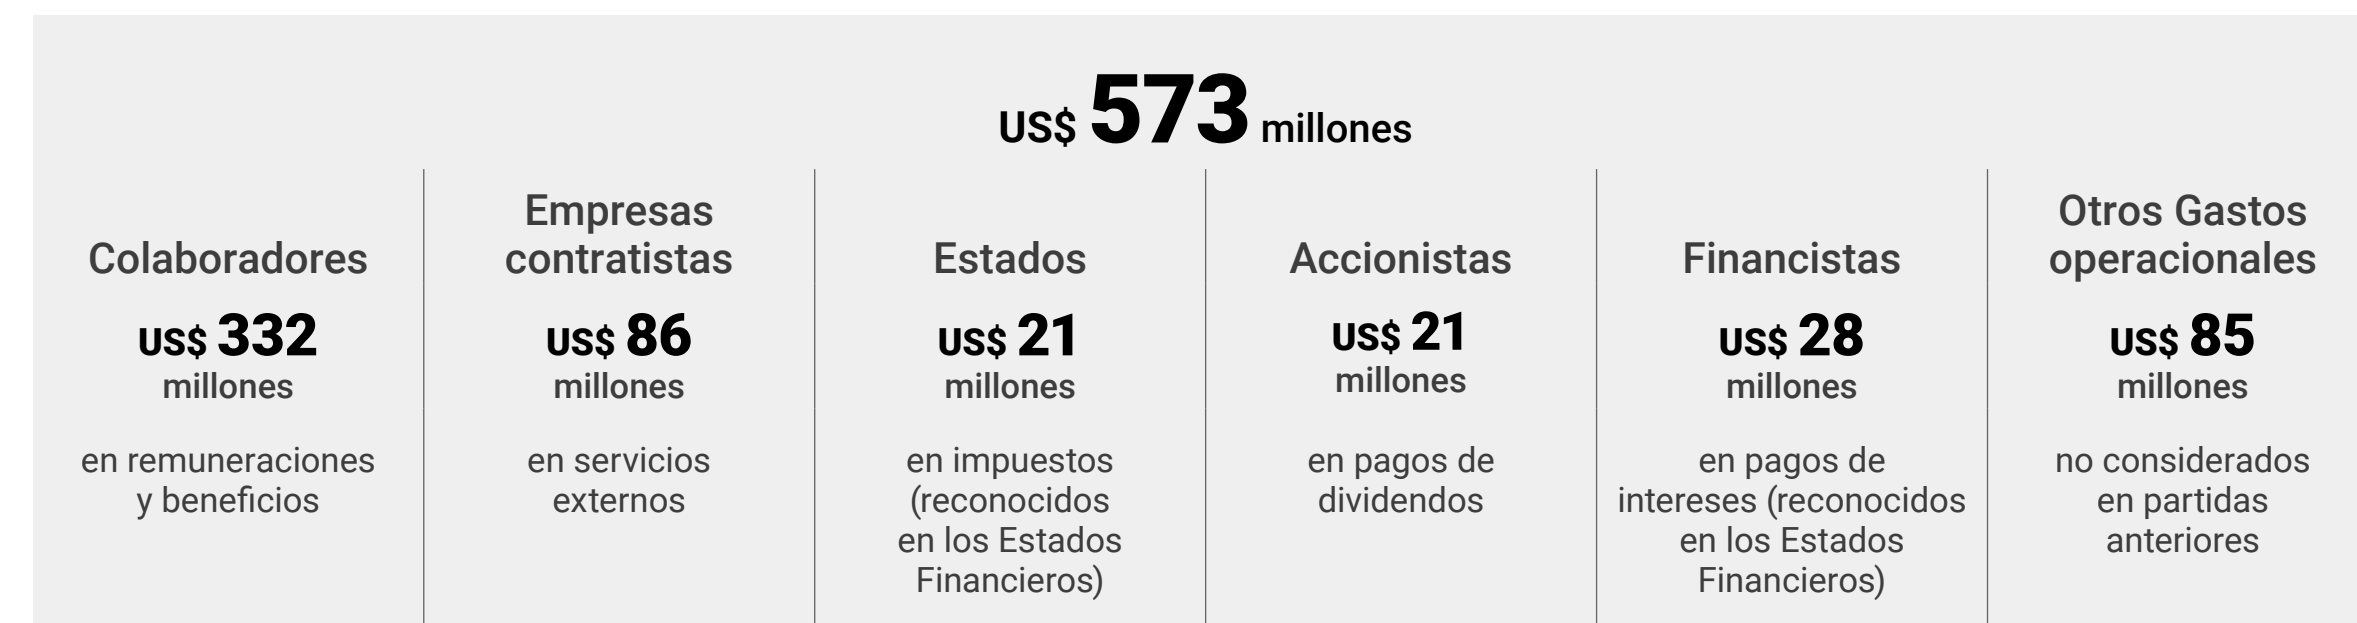 US$ 573 millones
Colaboradores
US$ 332
millones
en remuneraciones
y beneficios
Empresas
contratistas
US$ 86
millones
en servicios
externos
Estados
US$ 21
millones
en impuestos
(reconocidos
en los Estados
Financieros)
Accionistas
US$ 21
millones
en pagos de
dividendos
Financistas
US$ 28
millones
en pagos de
intereses (reconocidos
en los Estados
Financieros)
Otros Gastos
operacionales
US$ 85
millones
no considerados
en partidas
anteriores